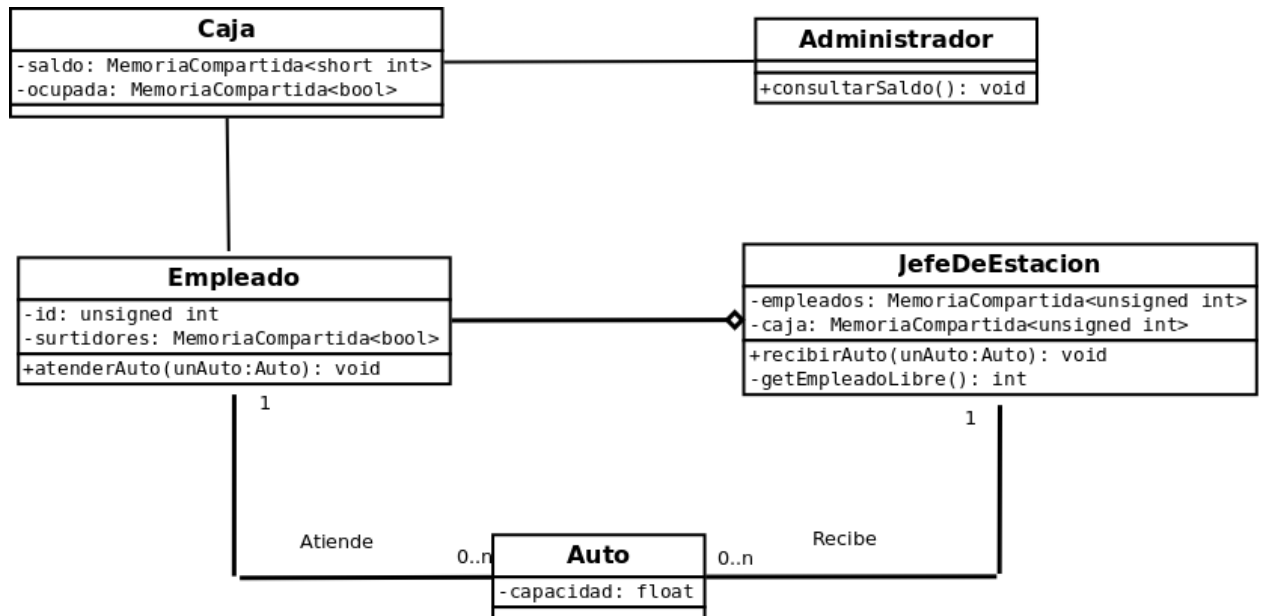 Caja
-saldo: MemoriaCompartida<short int>
-ocupada: MemoriaCompartida<bool>
Administrador
+consultarSaldo(): void
Empleado
-id: unsigned int
-surtidores: MemoriaCompartida<bool>
+atenderAuto(unAuto:Auto): void
JefeDeEstacion
-empleados: MemoriaCompartida<unsigned int>
-caja: MemoriaCompartida<unsigned int>
+recibirAuto(unAuto:Auto): void
-getEmpleadoLibre(): int
1
1
Atiende
0..n
Auto
-capacidad: float
0..n
Recibe